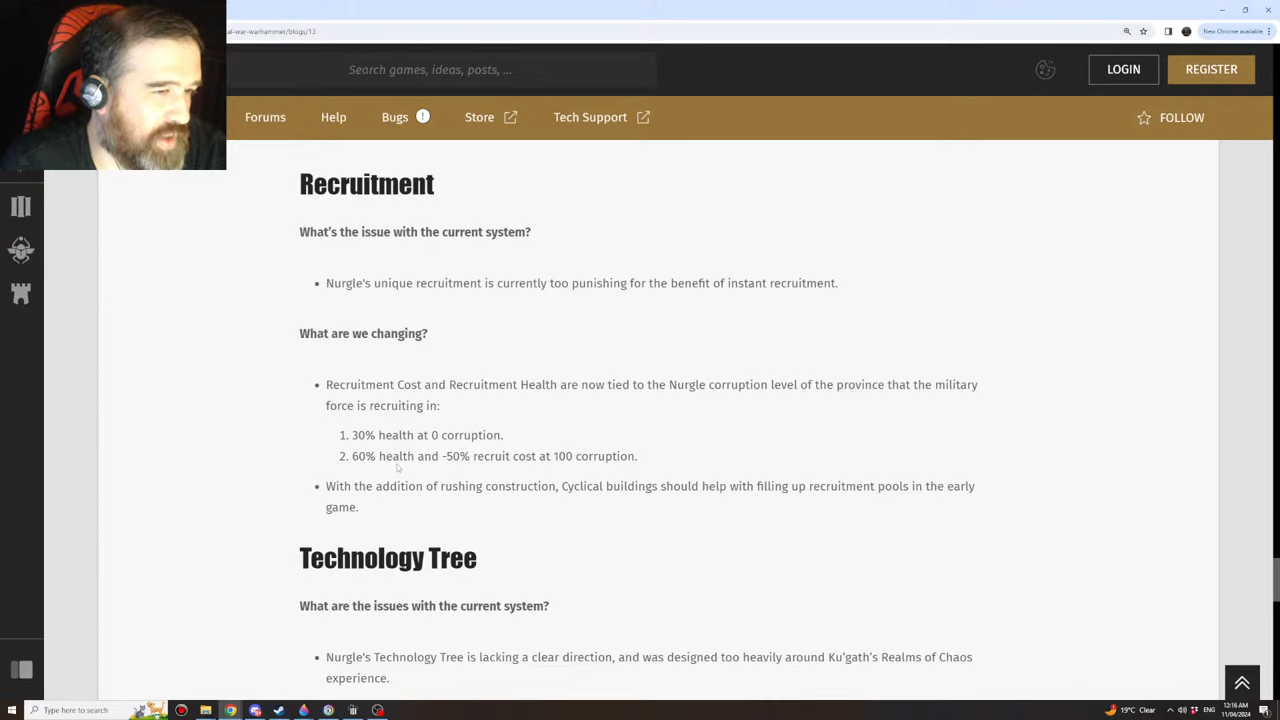 al-war-warhammer/blogs/13
New Chrome available
Search games, ideas, posts, ...
LOGIN
REGISTER
Forums
Help
Bugs
Store
Tech Support
FOLLOW
Recruitment
What's the issue with the current system?
• Nurgle's unique recruitment is currently too punishing for the benefit of instant recruitment.
What are we changing?
• Recruitment Cost and Recruitment Health are now tied to the Nurgle corruption level of the province that the military
force is recruiting in:
1. 30% health at 0 corruption.
2. 60% health and -50% recruit cost at 100 corruption.
• With the addition of rushing construction, Cyclical buildings should help with filling up recruitment pools in the early
game.
Technology Tree
What are the issues with the current system?
• Nurgle's Technology Tree is lacking a clear direction, and was designed too heavily around Ku'gath's Realms of Chaos
experience.
Type here to search
19°C Clear
ENG
12:16 AM
11/04/2024